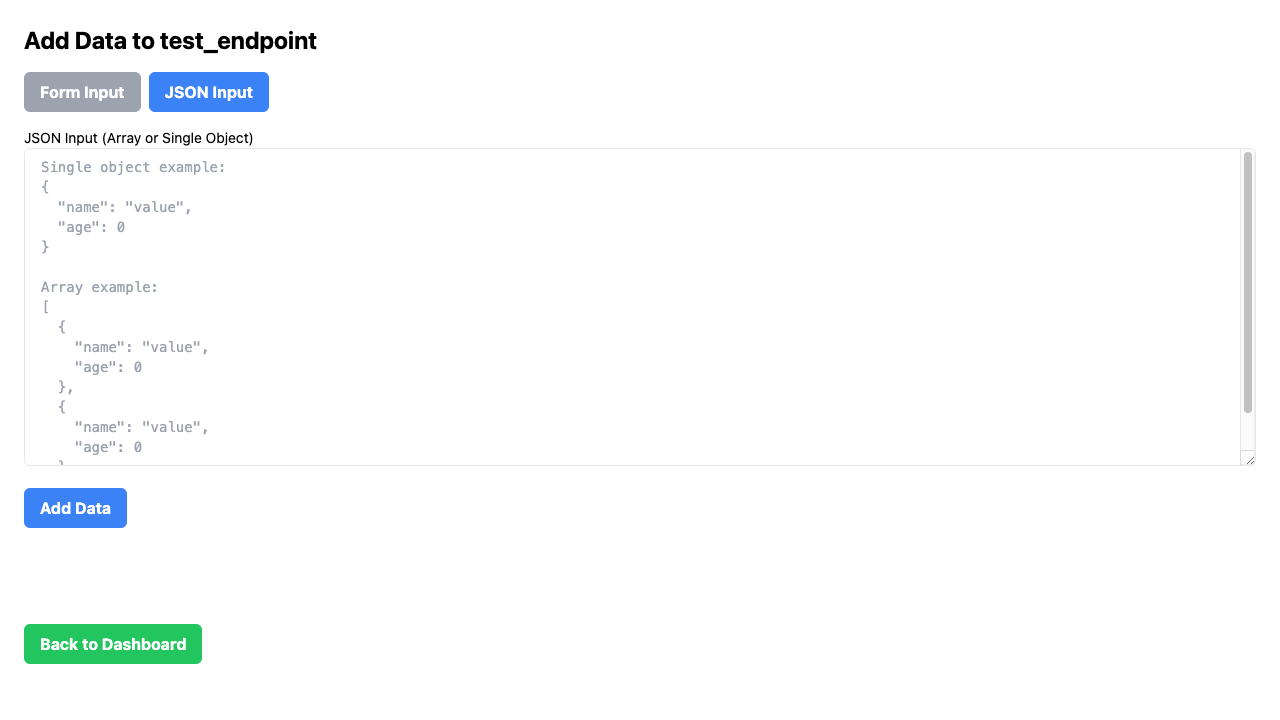 Add Data to test_endpoint
Form Input JSON Input
JSON Input (Array or Single Object)
Single object example:
{
  "name": "value",
  "age": 0
}

Array example:
[
  {
    "name": "value",
    "age": 0
  },
  {
    "name": "value",
    "age": 0
Add Data
Back to Dashboard